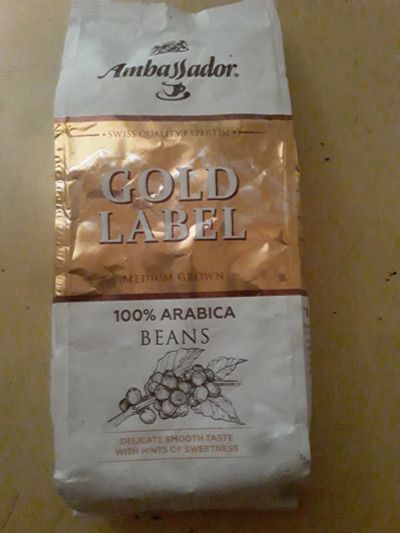 Ambassador®
• SWISS QUALITY EXPERTISE •
GOLD
LABEL
MEDIUM GROWN
100% ARABICA
BEANS
DELICATE SMOOTH TASTE
WITH HINTS OF SWEETNESS